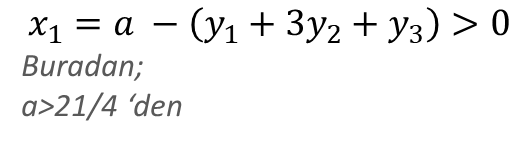 x₁ = a − (y₁ + 3y₂ + y₃) > 0
Buradan;
a>21/4 ‘den